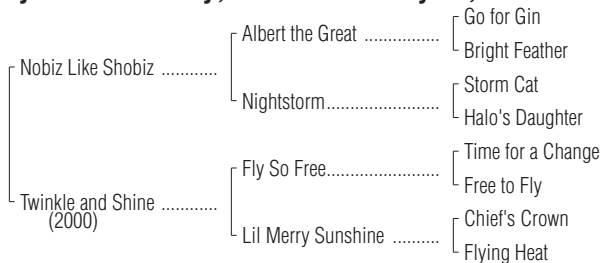 Go for Gin
Albert the Great ................
Bright Feather
Nobiz Like Shobiz ............
Storm Cat
Nightstorm........................
Halo's Daughter
Time for a Change
Fly So Free........................
Free to Fly
Twinkle and Shine ............
(2000)
Chief's Crown
Lil Merry Sunshine ..........
Flying Heat